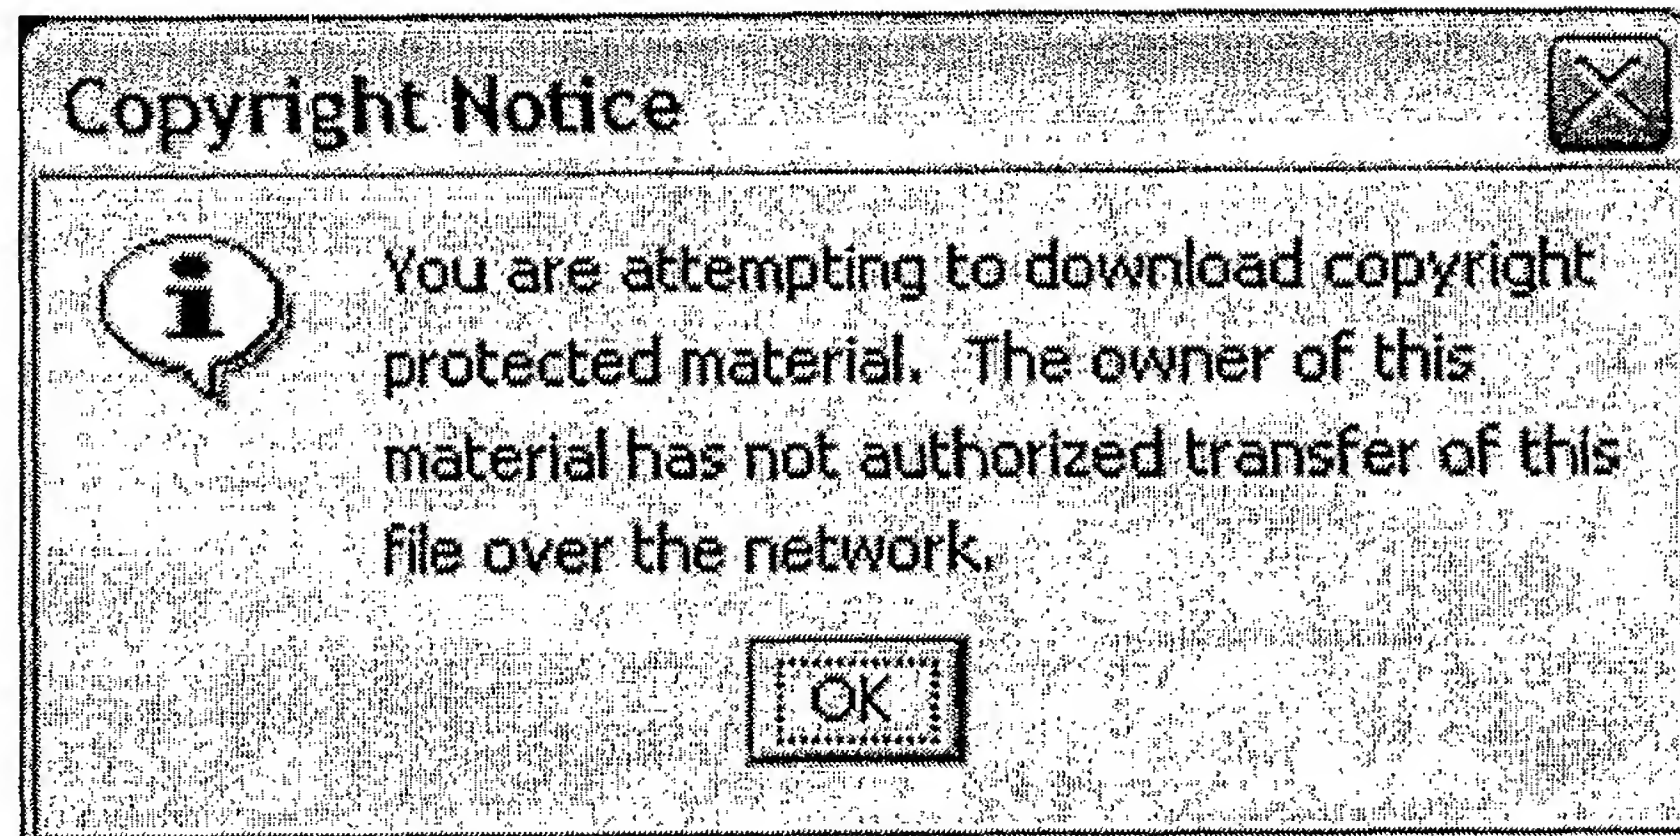 Copyright Notice
You are attempting to download copyright
protected material.  The owner of this
material has not authorized transfer of this
file over the network.
OK